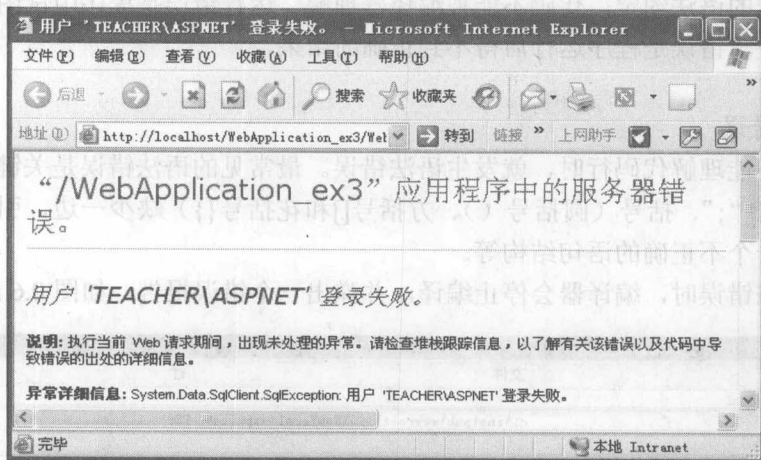 用户 'TEACHER\ASPNET' 登录失败。 - Microsoft Internet Explorer
文件(F) 编辑(E) 查看(V) 收藏(A) 工具(T) 帮助(H)
后退 搜索 收藏夹 »
地址(D) http://localhost/WebApplication_ex3/Wet 转到 链接 » 上网助手
“/WebApplication_ex3”应用程序中的服务器错
误。
用户 'TEACHER\ASPNET' 登录失败。
说明: 执行当前 Web 请求期间，出现未处理的异常。请检查堆栈跟踪信息，以了解有关该错误以及代码中导
致错误的出处的详细信息。
异常详细信息: System.Data.SqlClient.SqlException: 用户 'TEACHER\ASPNET' 登录失败。
完毕 本地 Intranet